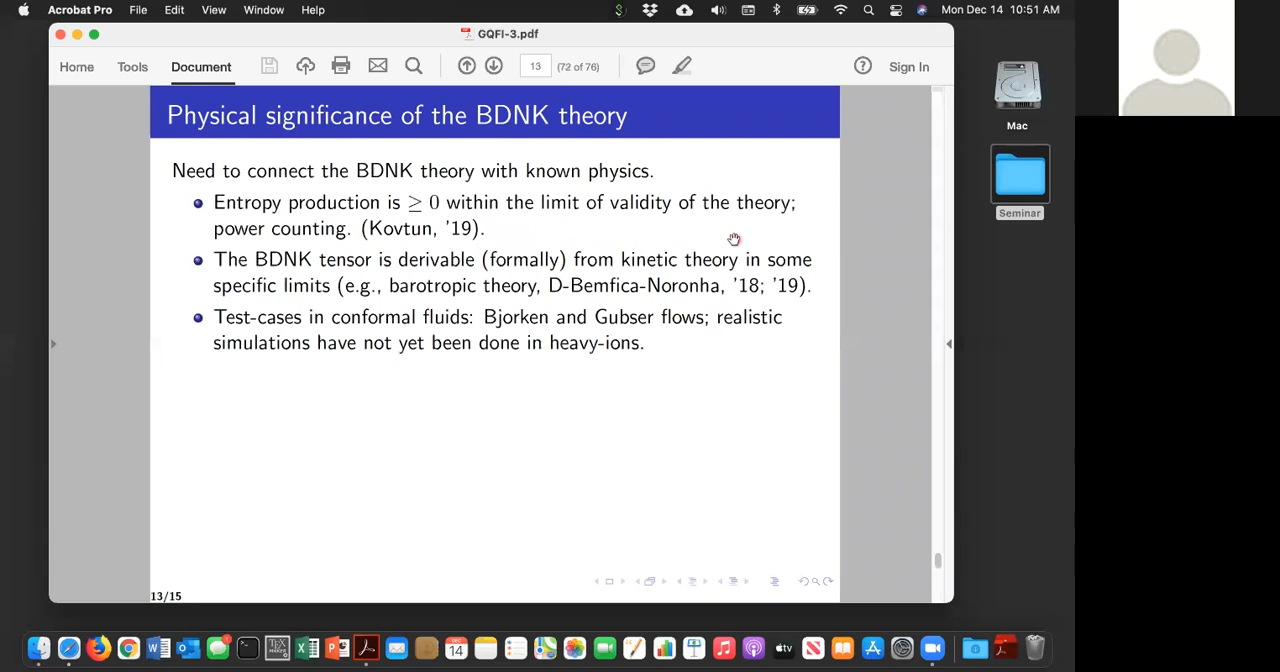 Acrobat Pro File Edit View Window Help Mon Dec 14 10:51 AM
GQFI-3.pdf
Home Tools Document 13 (72 of 76) Sign In
Physical significance of the BDNK theory
Need to connect the BDNK theory with known physics.
Entropy production is ≥ 0 within the limit of validity of the theory;
power counting. (Kovtun, '19).
The BDNK tensor is derivable (formally) from kinetic theory in some
specific limits (e.g., barotropic theory, D-Bemfica-Noronha, '18; '19).
Test-cases in conformal fluids: Bjorken and Gubser flows; realistic
simulations have not yet been done in heavy-ions.
13/15
Mac
Seminar